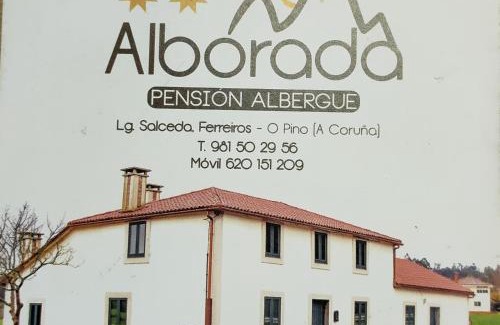 Alborada
PENSIÓN ALBERGUE
Lg. Salceda, Ferreiros - O Pino (A Coruña)
T. 981 50 29 56
Móvil 620 151 209